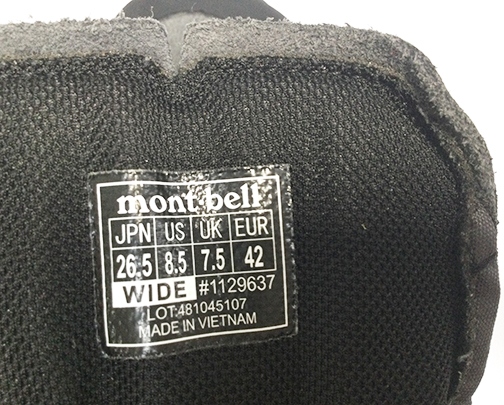 mont-bell
JPN US UK EUR
26.5 8.5 7.5 42
WIDE #1129637
LOT:481045107
MADE IN VIETNAM